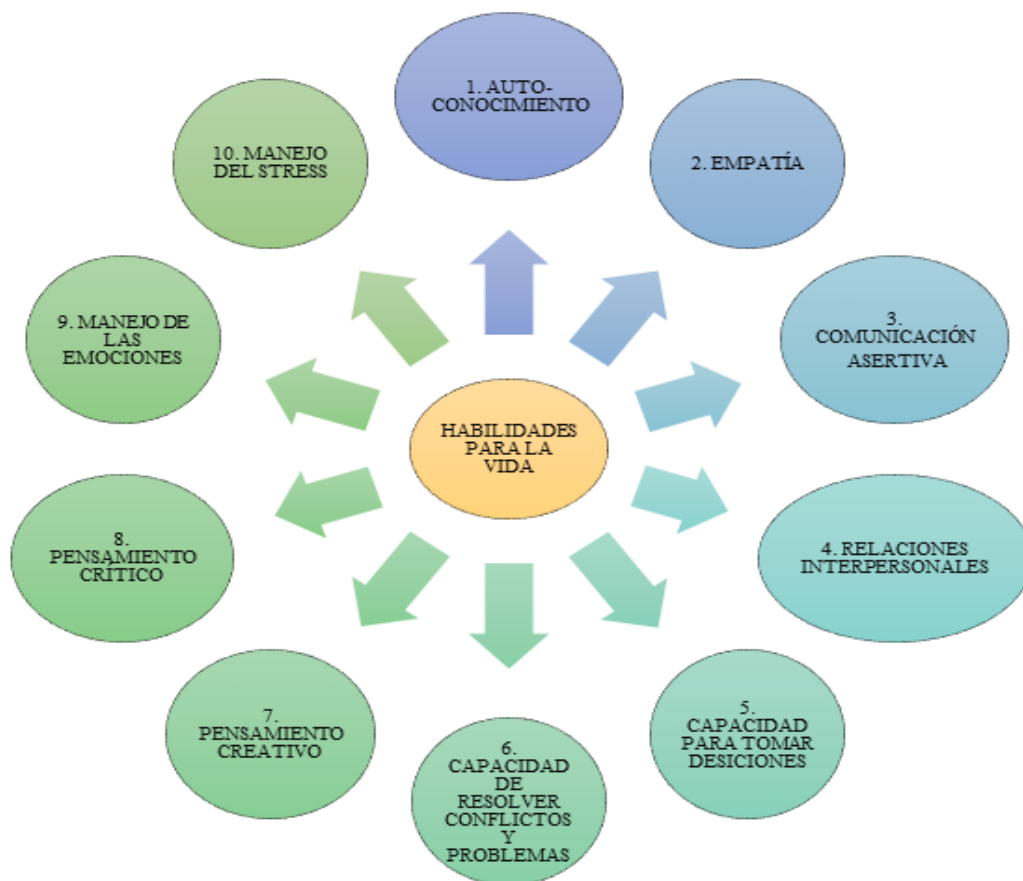 1. AUTO-
CONOCIMIENTO
2. EMPATÍA
3.
COMUNICACIÓN
ASERTIVA
4. RELACIONES
INTERPERSONALES
5.
CAPACIDAD
PARA TOMAR
DESICIONES
6.
CAPACIDAD
DE
RESOLVER
CONFLICTOS
Y
PROBLEMAS
7.
PENSAMIENTO
CREATIVO
8.
PENSAMIENTO
CRÍTICO
9. MANEJO DE
LAS
EMOCIONES
10. MANEJO
DEL STRESS
HABILIDADES
PARA LA
VIDA